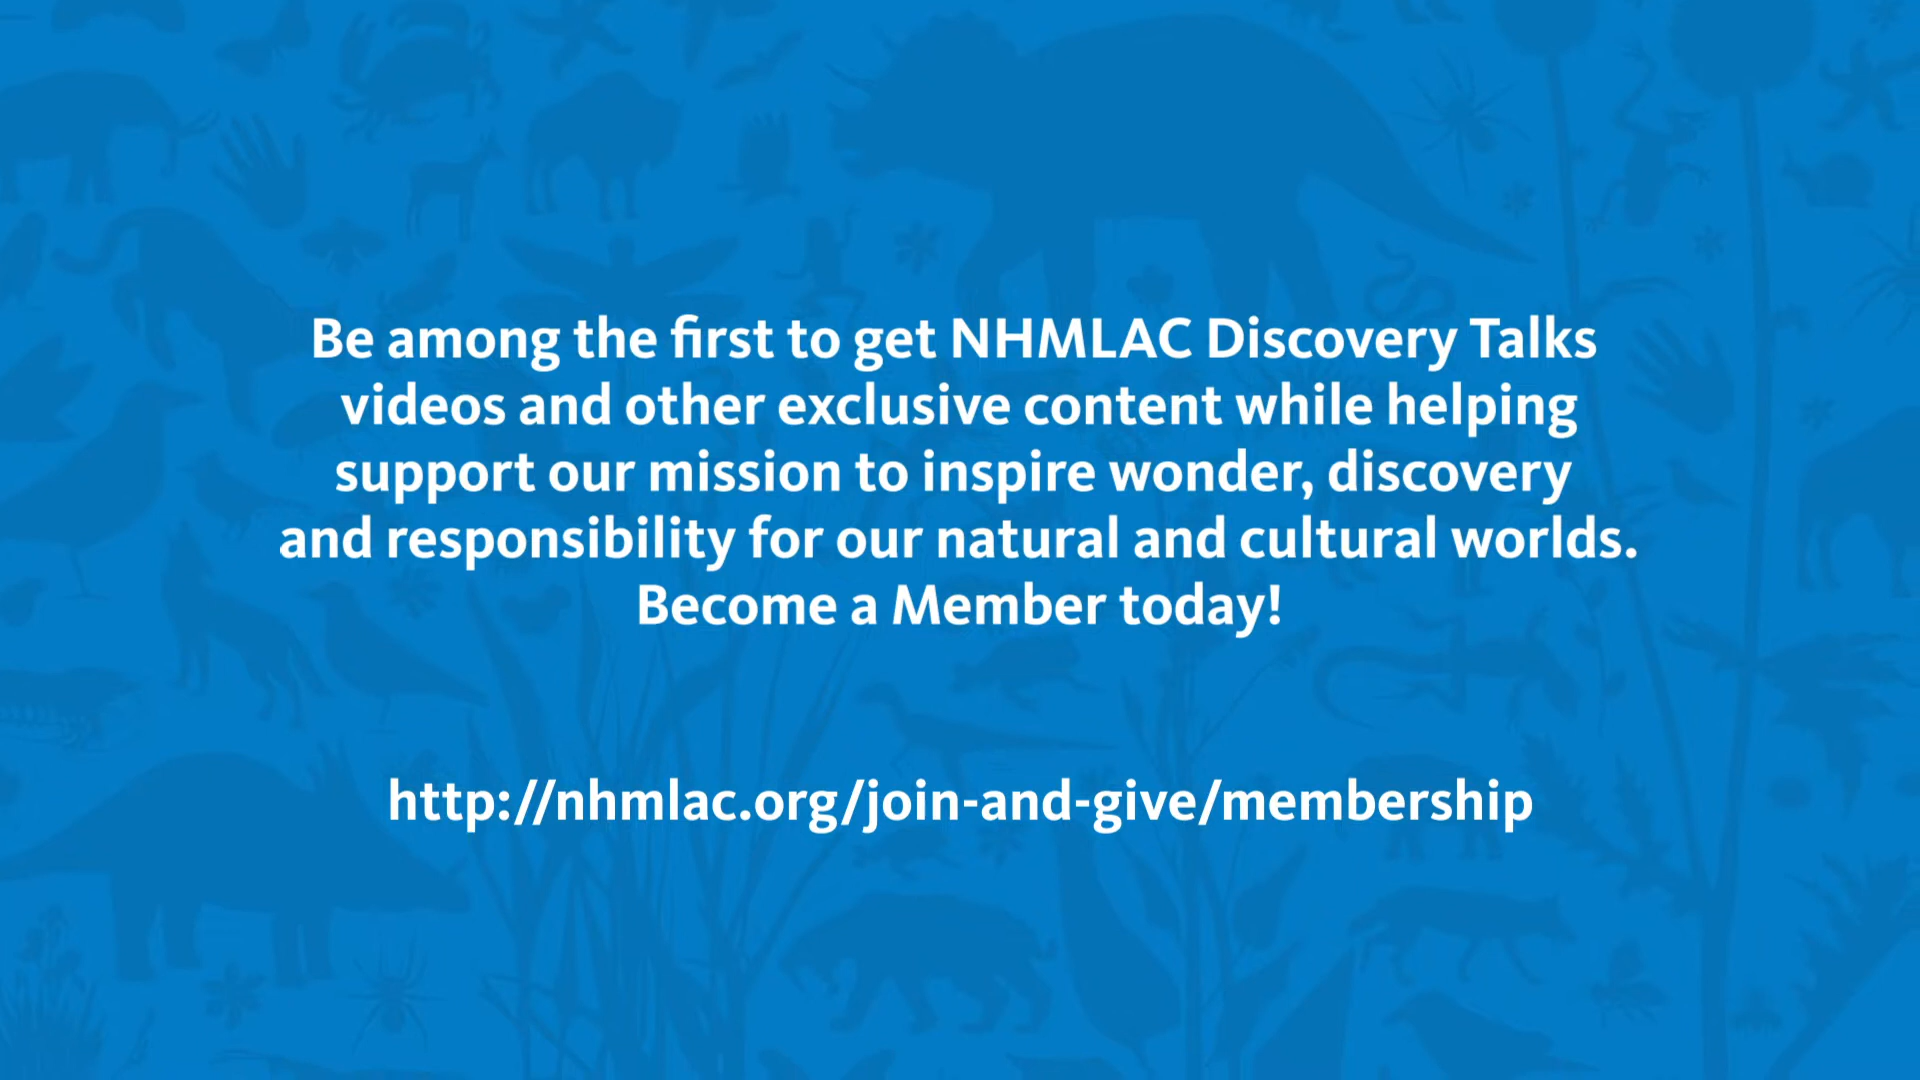 Be among the first to get NHMLAC Discovery Talks
videos and other exclusive content while helping
support our mission to inspire wonder, discovery
and responsibility for our natural and cultural worlds.
Become a Member today!
http://nhmlac.org/join-and-give/membership